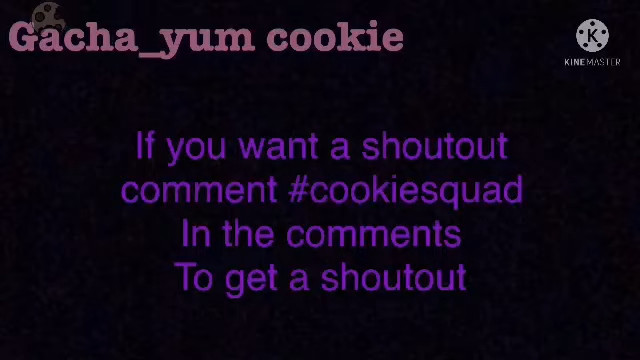 Gacha_yum cookie
K
KINEMASTER
If you want a shoutout
comment #cookiesquad
In the comments
To get a shoutout